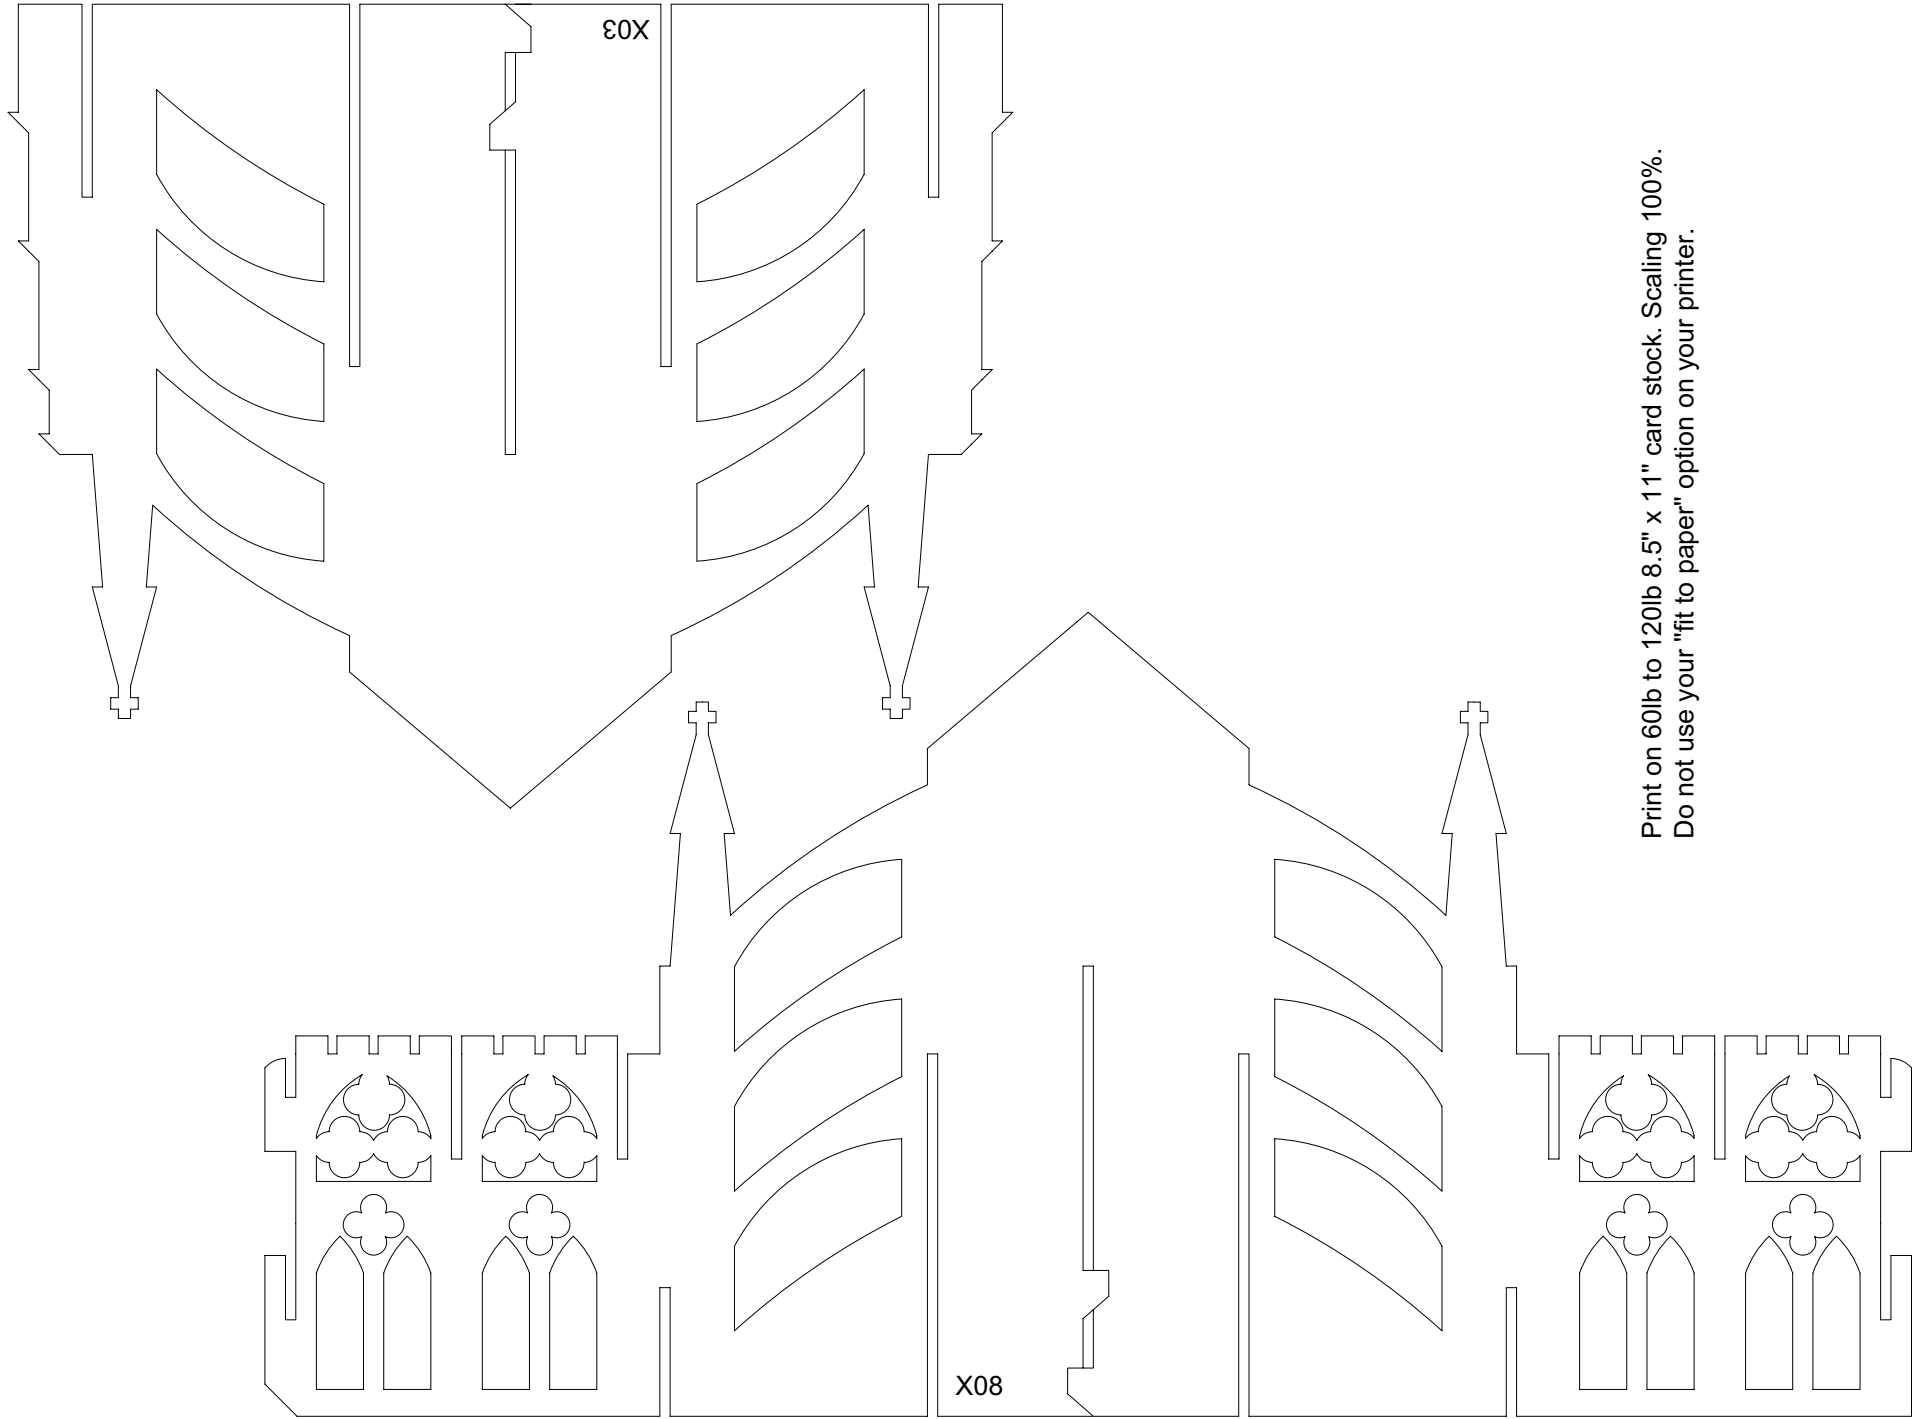 X03
Print on 60lb to 120lb 8.5" x 11" card stock. Scaling 100%.
Do not use your "fit to paper" option on your printer.
X08